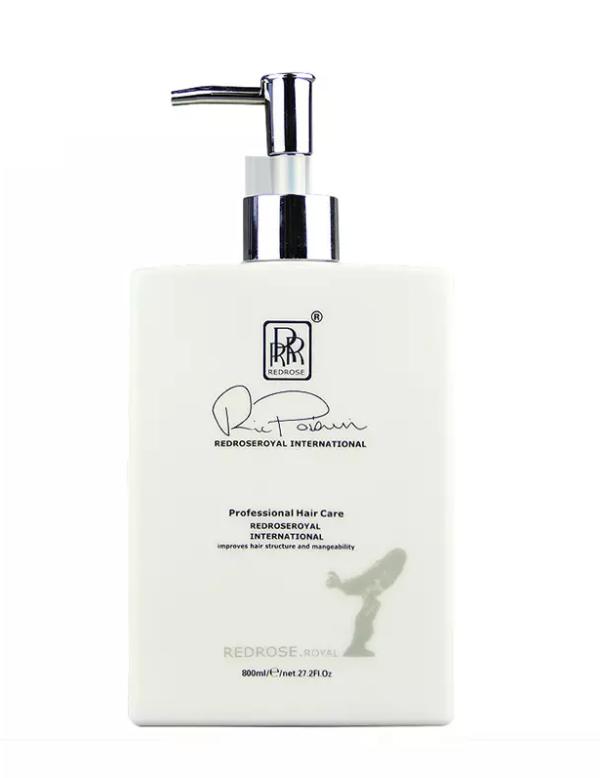 ®
RRR
REDROSE
REDROSEROYAL INTERNATIONAL
Professional Hair Care
REDROSEROYAL
INTERNATIONAL
improves hair structure and mangeability
REDROSE.ROYAL
800ml/℮/net.27.2Fl.Oz